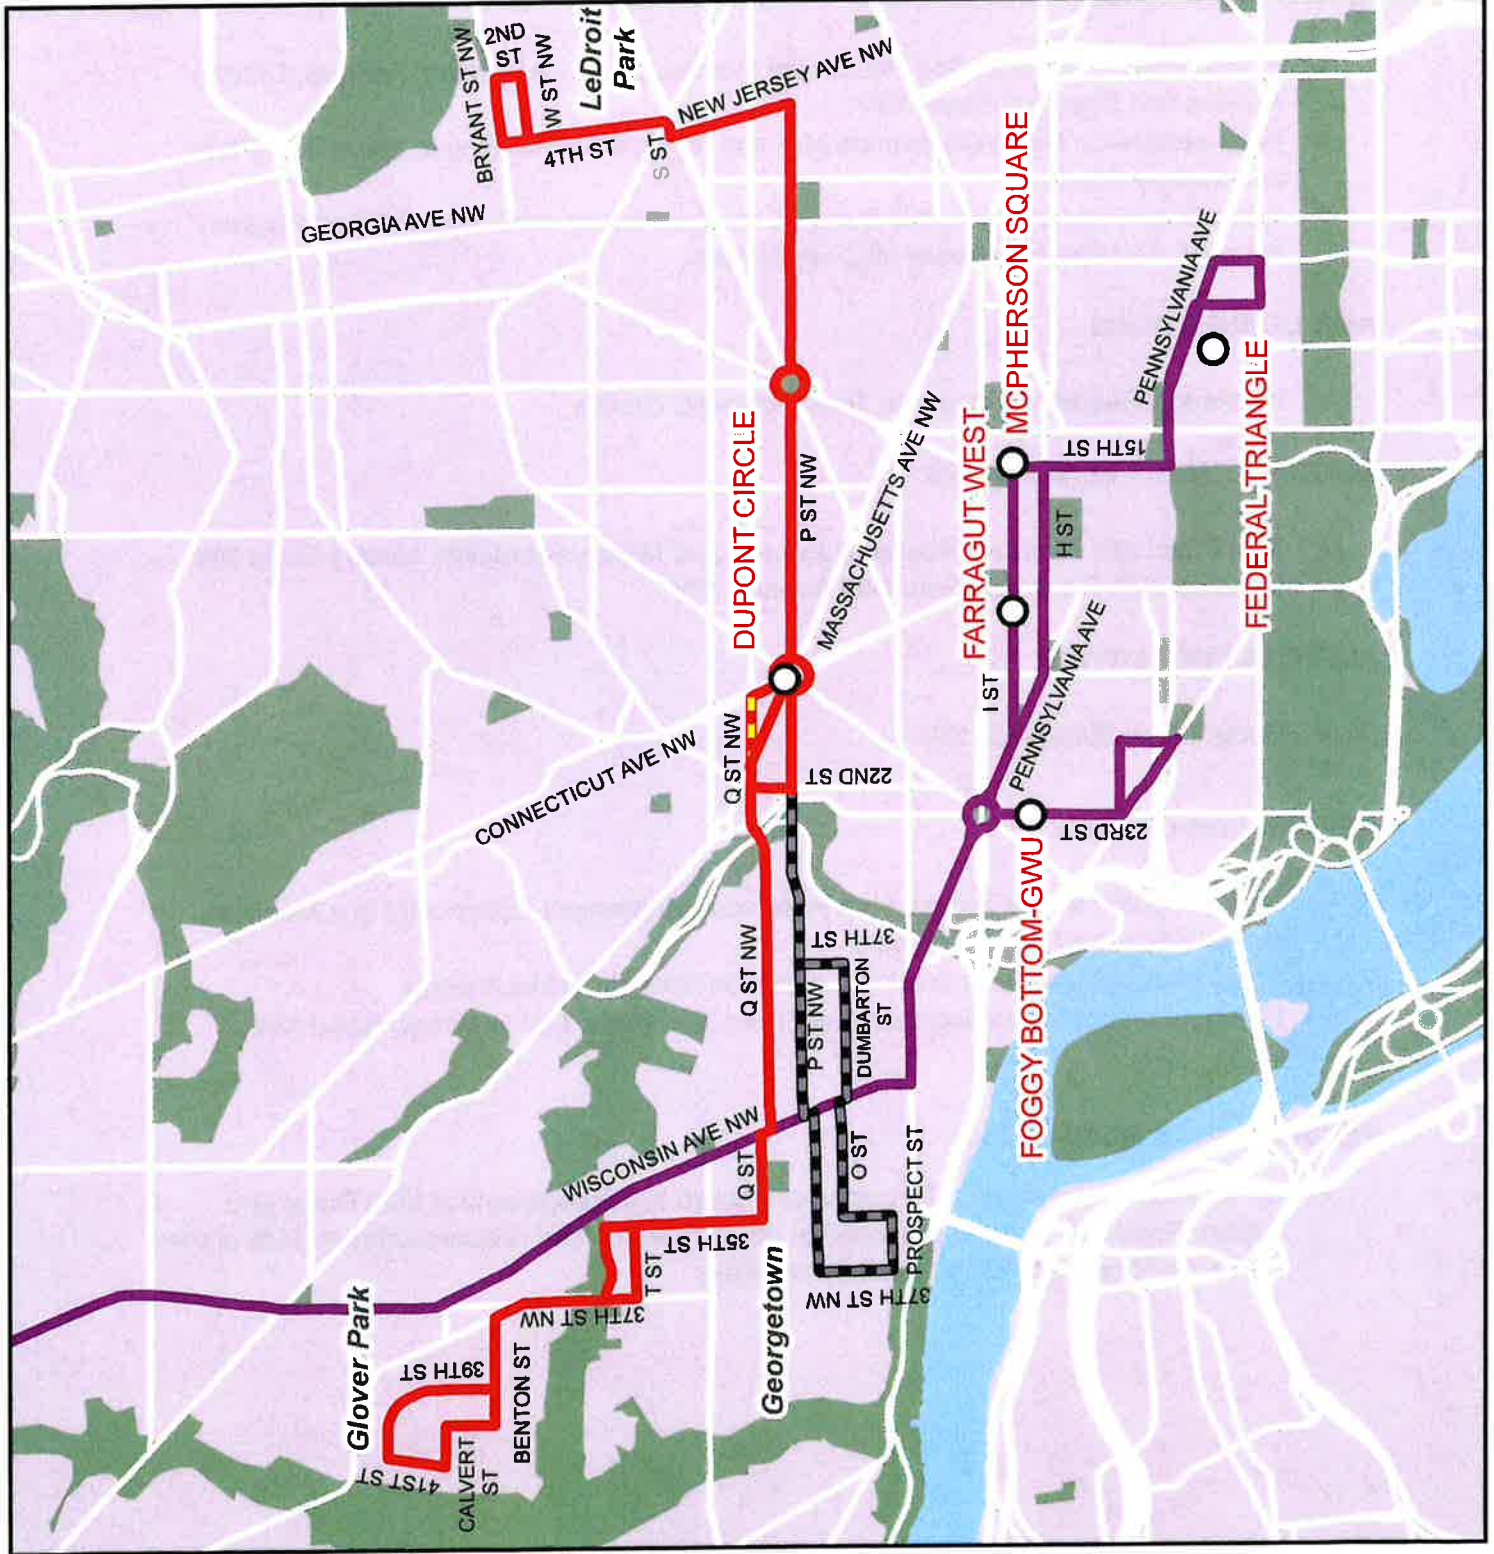 BRYANT ST NW
2ND
ST
W ST NW
LeDroit
Park
4TH ST
S ST
NEW JERSEY AVE NW
GEORGIA AVE NW
MCPHERSON SQUARE
PENNSYLVANIA AVE
DUPONT CIRCLE
P ST NW
MASSACHUSETTS AVE NW
FARRAGUT WEST
15TH ST
FEDERAL TRIANGLE
H ST
I ST
PENNSYLVANIA AVE
CONNECTICUT AVE NW
Q ST NW
22ND ST
23RD ST
FOGGY BOTTOM-GWU
Q ST NW
37TH ST
P ST NW
DUMBARTON
ST
WISCONSIN AVE NW
Q ST
O ST
PROSPECT ST
35TH ST
T ST
Georgetown
37TH ST NW
37TH ST NW
Glover Park
39TH ST
BENTON ST
41ST ST
CALVERT
ST